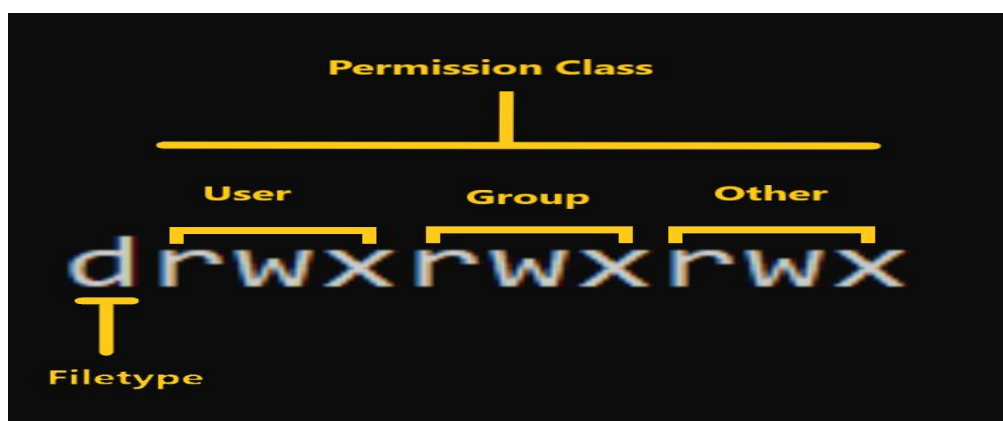 Permission Class
User Group Other
drwxrwxrwx
Filetype